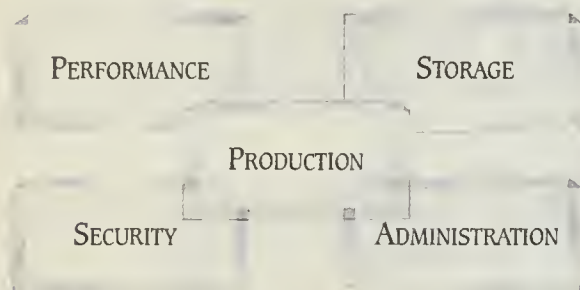 PERFORMANCE
STORAGE
PRODUCTION
SECURITY
ADMINISTRATION